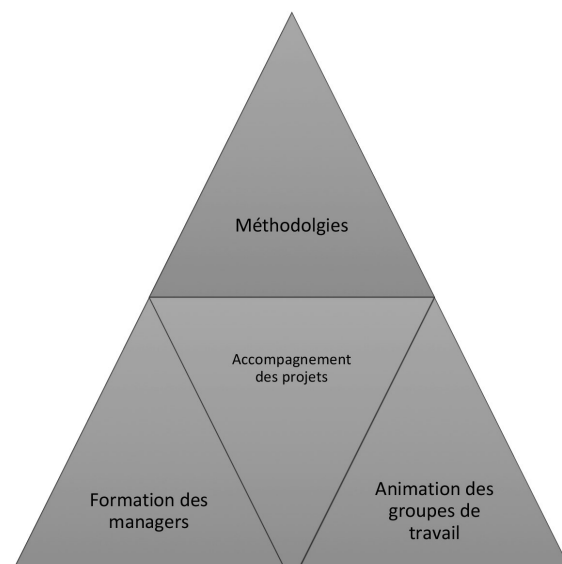 Méthodolgies
Accompagnement
des projets
Formation des
managers
Animation des
groupes de
travail